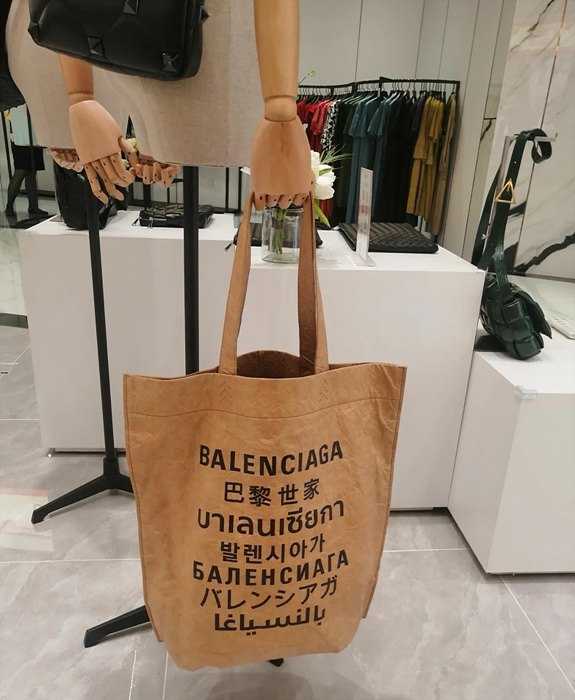 BALENCIAGA
巴黎世家
บาเลนเซียกา
발렌시아가
БАЛЕНСИАГА
バレンシアガ
بالنسياغا